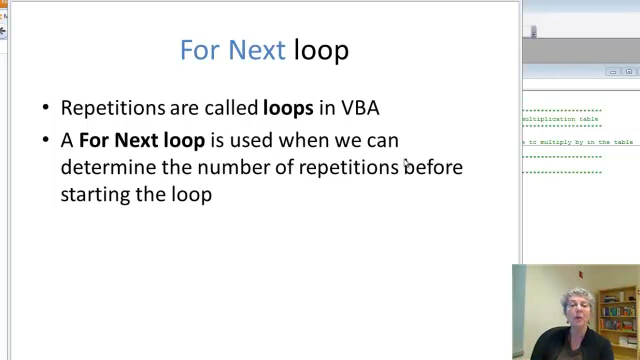 For Next loop
• Repetitions are called loops in VBA
• A For Next loop is used when we can
determine the number of repetitions before
starting the loop
multiplication table
to multiply by in the table